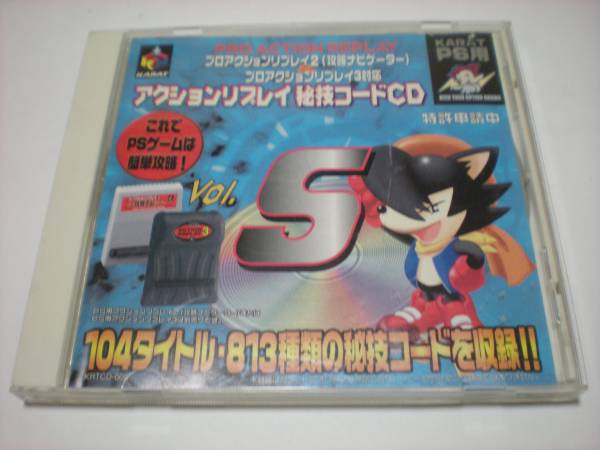 PRO ACTION REPLAY
プロアクションリプレイ2(攻略ナビゲーター)
プロアクションリプレイ3対応
アクションリプレイ 秘技コードCD
KARAT
KARAT
PS用
特許申請中
これで
PSゲームは
簡単攻略!
Vol.
5
104タイトル・813種類の秘技コードを収録!!